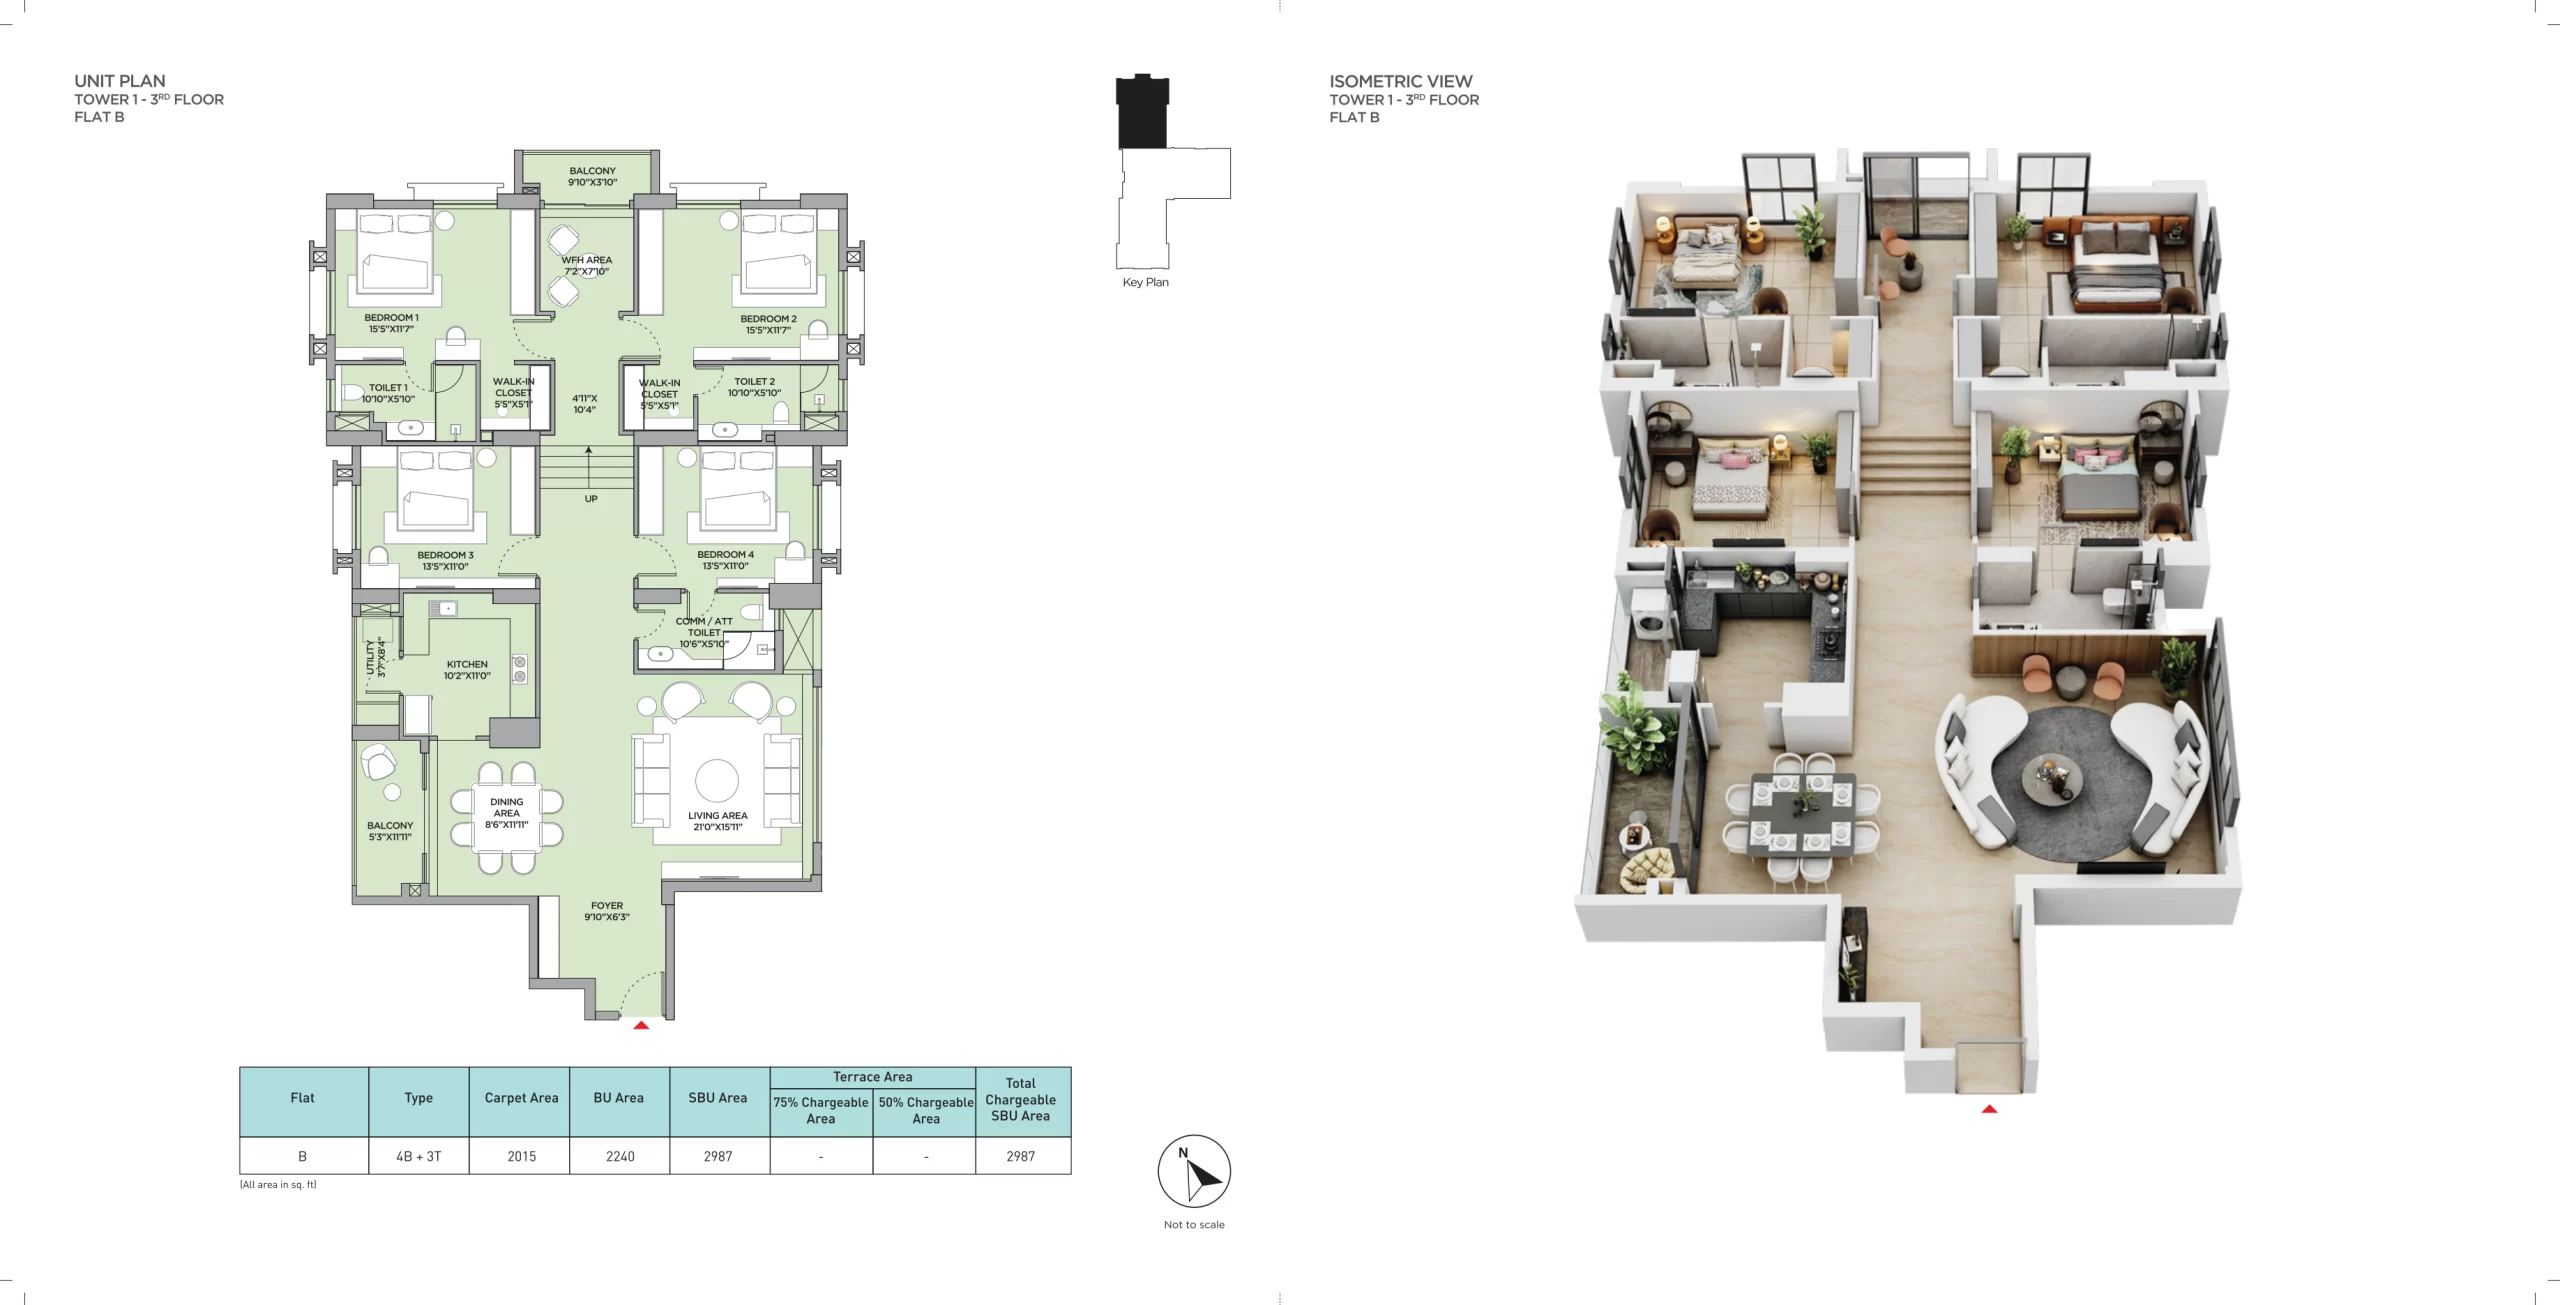 UNIT PLAN
TOWER 1 - 3RD FLOOR
FLAT B
ISOMETRIC VIEW
TOWER 1 - 3RD FLOOR
FLAT B
Key Plan
BALCONY
9'10"X3'10"
WFH AREA
7'2"X7'10"
BEDROOM 1
15'5"X11'7"
BEDROOM 2
15'5"X11'7"
TOILET 1
10'10"X5'10"
WALK-IN
CLOSET
5'5"X5'1"
4'11"X
10'4"
WALK-IN
CLOSET
5'5"X5'1"
TOILET 2
10'10"X5'10"
UP
BEDROOM 3
13'5"X11'0"
BEDROOM 4
13'5"X11'0"
COMM / ATT
TOILET
10'6"X5'10"
UTILITY
3'7"X8'4"
KITCHEN
10'2"X11'0"
DINING
AREA
8'6"X11'11"
LIVING AREA
21'0"X15'11"
BALCONY
5'3"X11'11"
FOYER
9'10"X6'3"
Flat Type Carpet Area BU Area SBU Area Terrace Area 75% Chargeable Area 50% Chargeable Area Total Chargeable SBU Area
B 4B + 3T 2015 2240 2987 - - 2987
(All area in sq. ft)
N
Not to scale